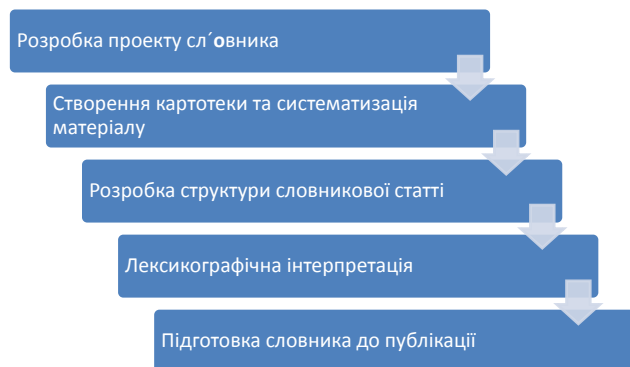 Розробка проекту сл´овника
Створення картотеки та систематизація
матеріалу
Розробка структури словникової статті
Лексикографічна інтерпретація
Підготовка словника до публікації